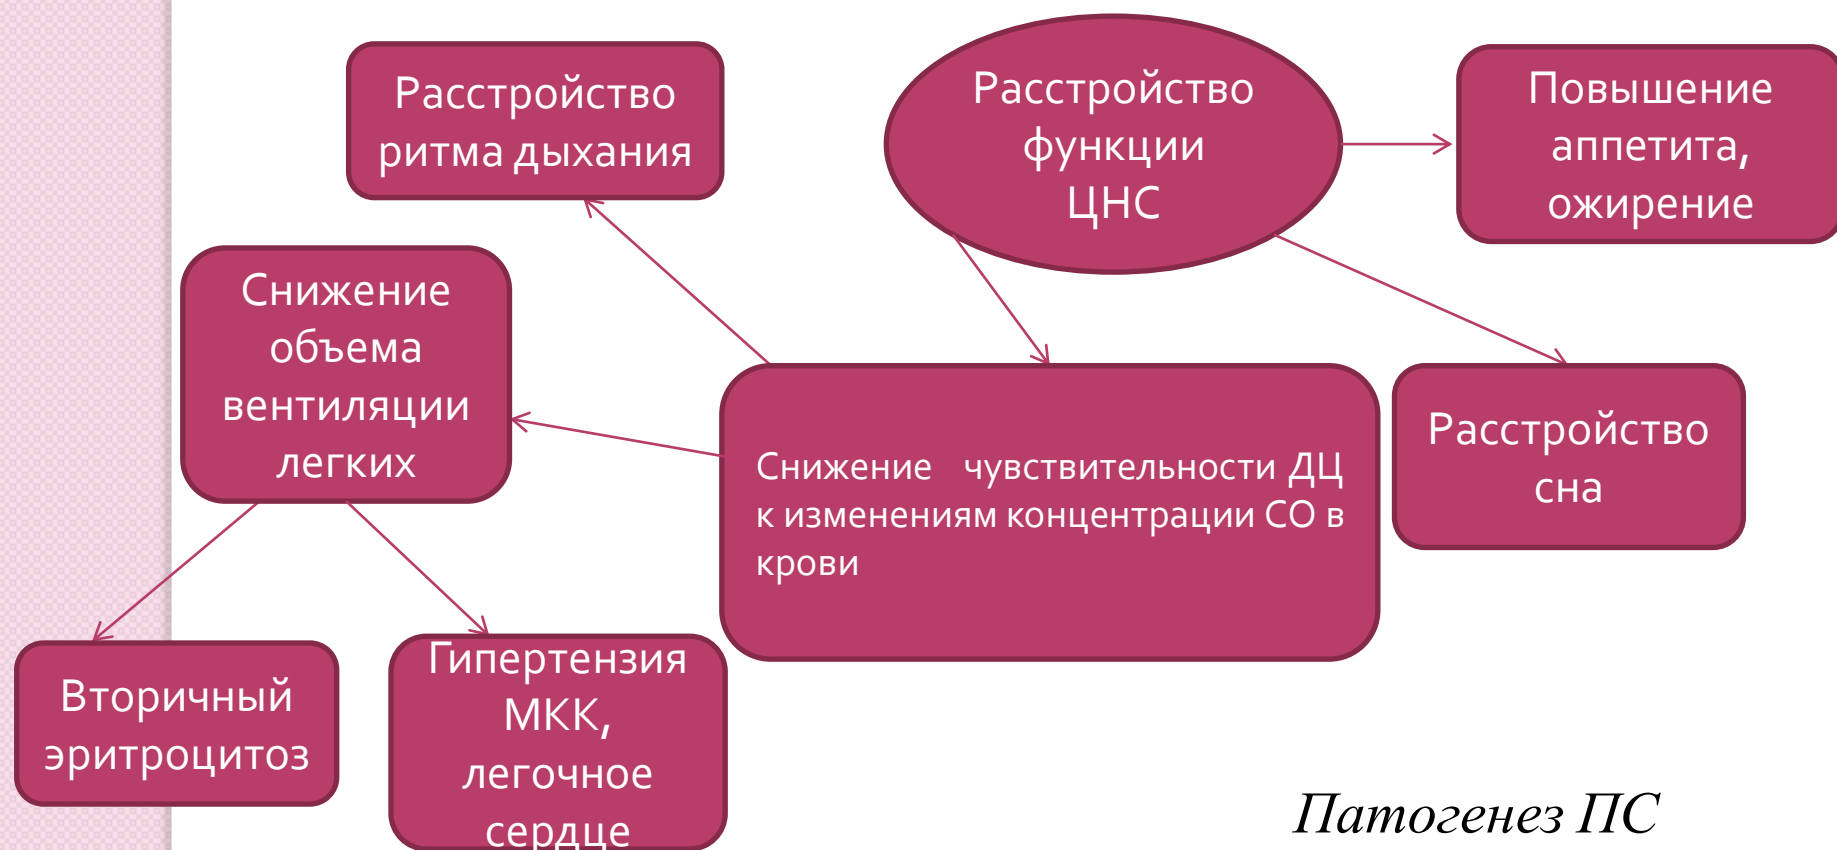 Расстройство
ритма дыхания
Расстройство
функции
ЦНС
Повышение
аппетита,
ожирение
Снижение
объема
вентиляции
легких
Снижение чувствительности ДЦ
к изменениям концентрации СО в
крови
Расстройство
сна
Вторичный
эритроцитоз
Гипертензия
МКК,
легочное
сердце
Патогенез ПС